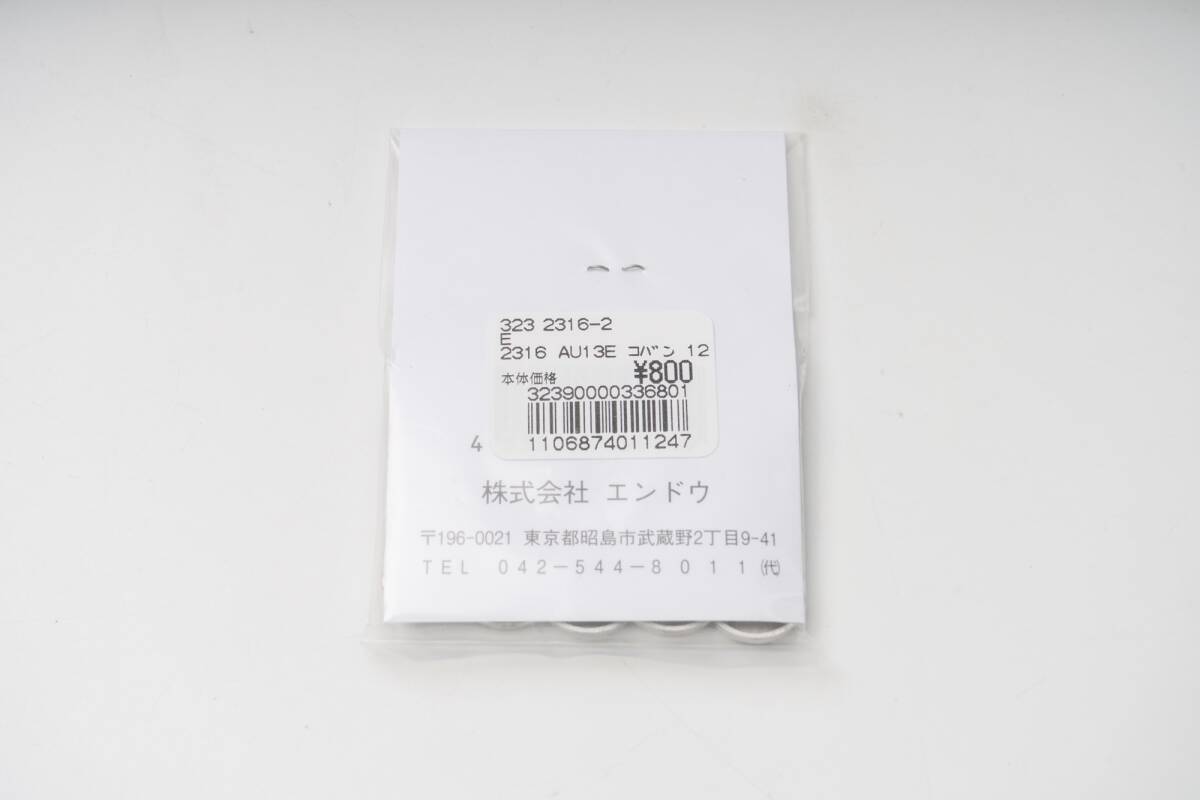 323 2316-2
E
2316 AU13E コバン 12
本体価格 ¥800
32390000336801
4
1106874011247
株式会社 エンドウ
〒196-0021 東京都昭島市武蔵野2丁目9-41
TEL 042-544-8011㈹